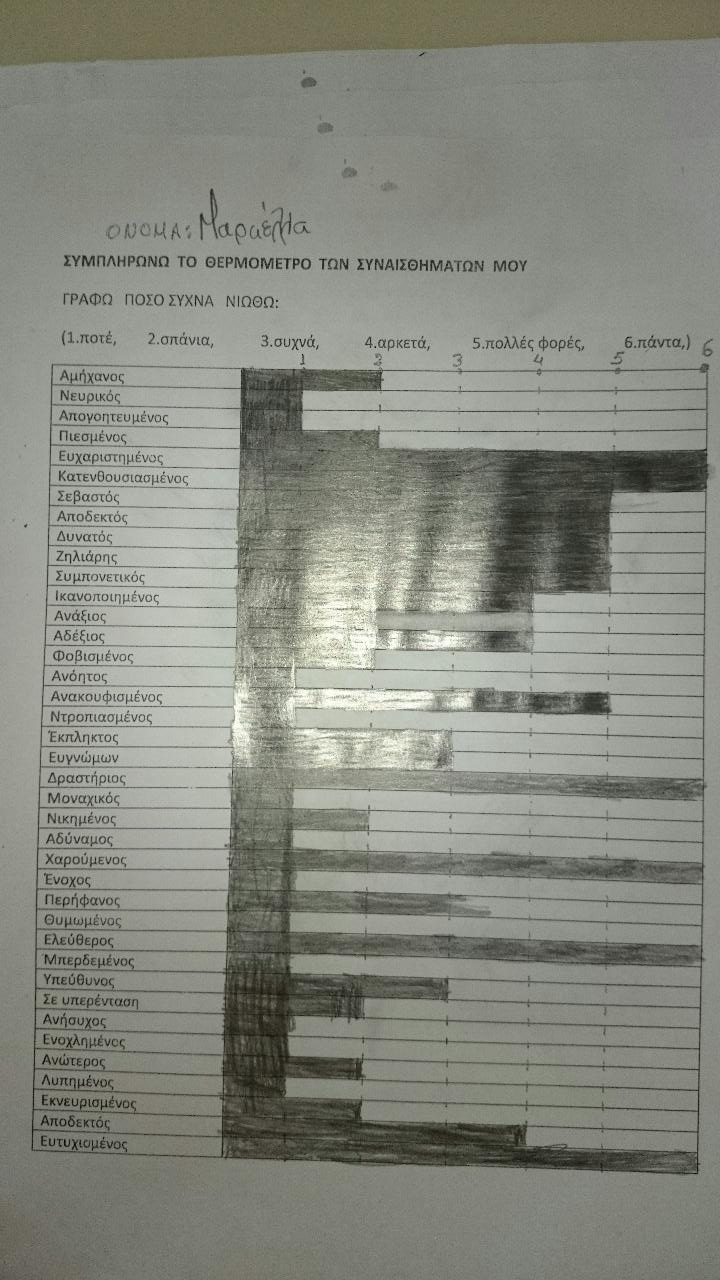 ΟΝΟΜΑ: Μαραέλια
ΣΥΜΠΛΗΡΩΝΩ ΤΟ ΘΕΡΜΟΜΕΤΡΟ ΤΩΝ ΣΥΝΑΙΣΘΗΜΑΤΩΝ ΜΟΥ
ΓΡΑΦΩ ΠΟΣΟ ΣΥΧΝΑ ΝΙΩΘΩ:
(1.ποτέ, 2.σπάνια, 3.συχνά, 4.αρκετά, 5.πολλές φορές, 6.πάντα,)
1 2 3 4 5 6
Αμήχανος
Νευρικός
Απογοητευμένος
Πιεσμένος
Ευχαριστημένος
Κατενθουσιασμένος
Σεβαστός
Αποδεκτός
Δυνατός
Ζηλιάρης
Συμπονετικός
Ικανοποιημένος
Ανάξιος
Αδέξιος
Φοβισμένος
Ανόητος
Ανακουφισμένος
Ντροπιασμένος
Έκπληκτος
Ευγνώμων
Δραστήριος
Μοναχικός
Νικημένος
Αδύναμος
Χαρούμενος
Ένοχος
Περήφανος
Θυμωμένος
Ελεύθερος
Μπερδεμένος
Υπεύθυνος
Σε υπερένταση
Ανήσυχος
Ενοχλημένος
Ανώτερος
Λυπημένος
Εκνευρισμένος
Αποδεκτός
Ευτυχισμένος